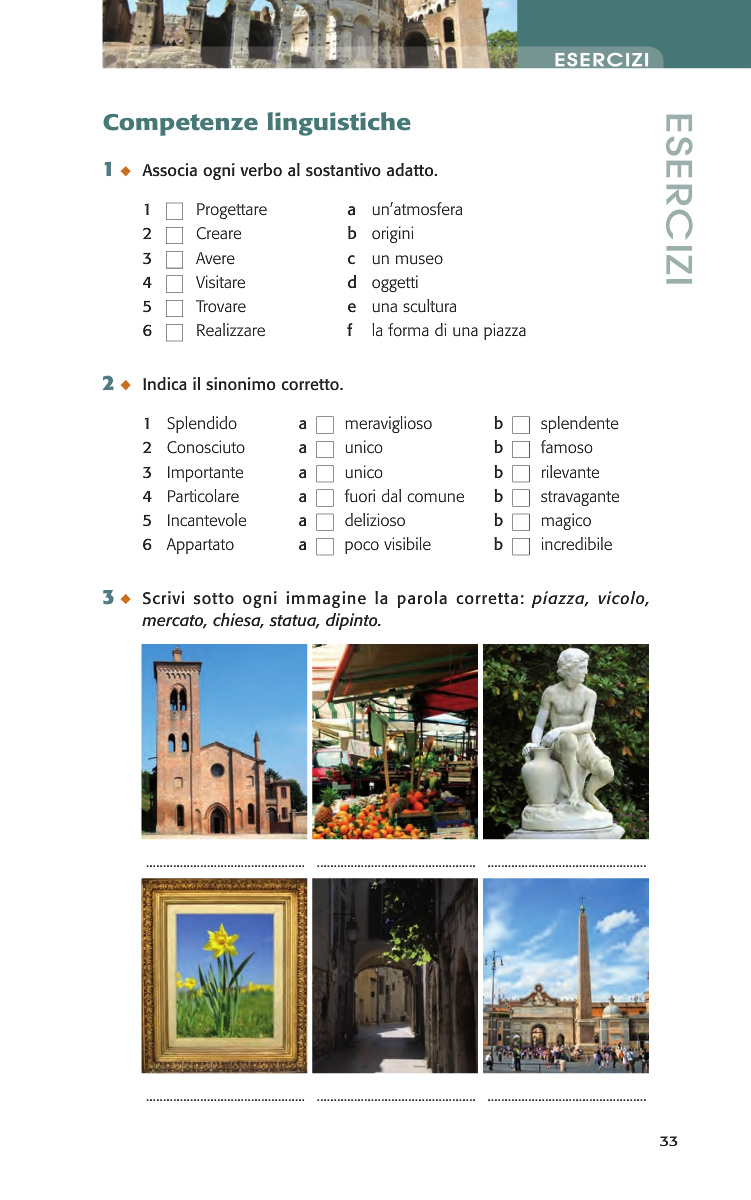 ESERCIZI
ESERCIZI
Competenze linguistiche
1 ◆ Associa ogni verbo al sostantivo adatto.
1 Progettare a un'atmosfera
2 Creare b origini
3 Avere c un museo
4 Visitare d oggetti
5 Trovare e una scultura
6 Realizzare f la forma di una piazza
2 ◆ Indica il sinonimo corretto.
1 Splendido a meraviglioso b splendente
2 Conosciuto a unico b famoso
3 Importante a unico b rilevante
4 Particolare a fuori dal comune b stravagante
5 Incantevole a delizioso b magico
6 Appartato a poco visibile b incredibile
3 ◆ Scrivi sotto ogni immagine la parola corretta: piazza, vicolo,
mercato, chiesa, statua, dipinto.
33